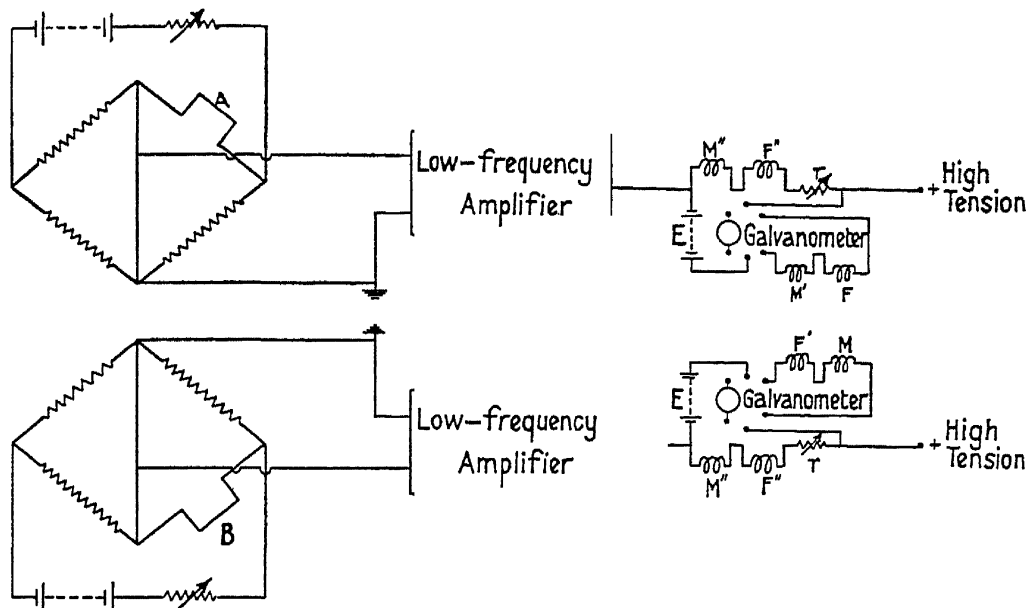 A
Low-frequency
Amplifier
M" F" r
+ High
Tension
E Galvanometer
M' F
F' M
E Galvanometer
Low-frequency
Amplifier
+ High
Tension
M" F" r
B